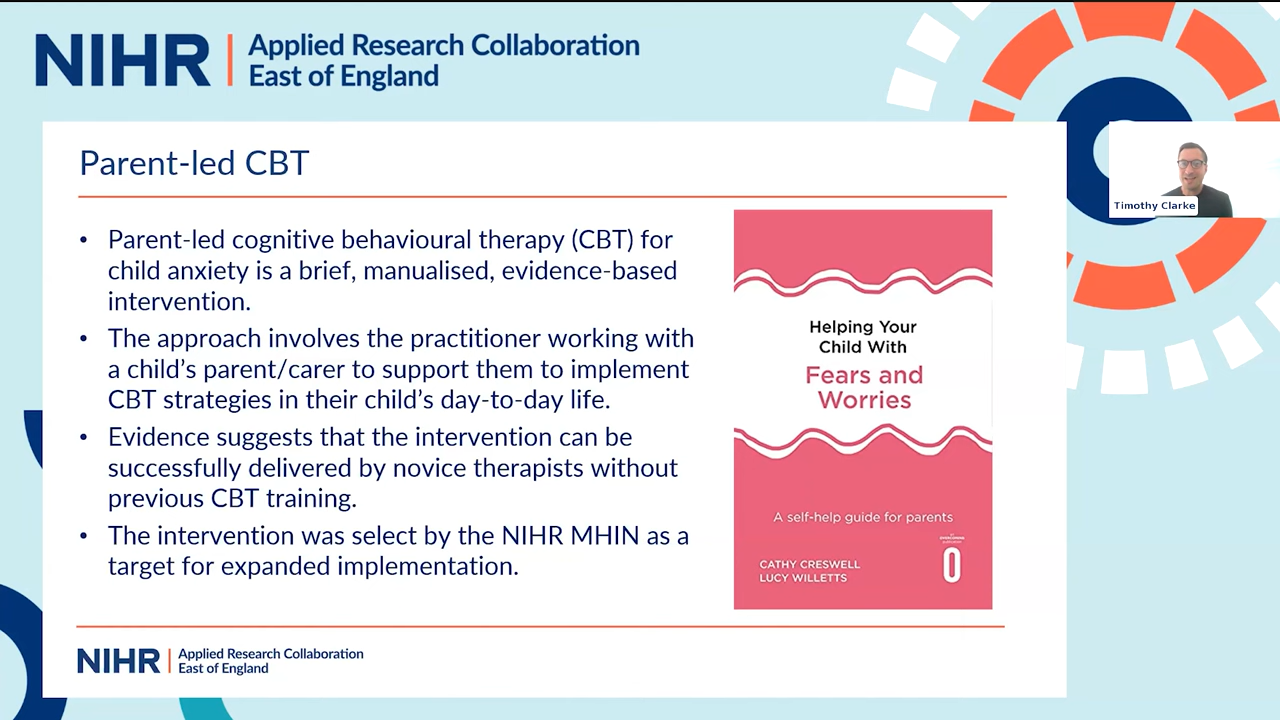 NIHR | Applied Research Collaboration
East of England
Parent-led CBT
Timothy Clarke
• Parent-led cognitive behavioural therapy (CBT) for
child anxiety is a brief, manualised, evidence-based
intervention.
• The approach involves the practitioner working with
a child's parent/carer to support them to implement
CBT strategies in their child's day-to-day life.
• Evidence suggests that the intervention can be
successfully delivered by novice therapists without
previous CBT training.
• The intervention was select by the NIHR MHIN as a
target for expanded implementation.
Helping Your
Child With
Fears and
Worries
A self-help guide for parents
OVERCOMING
O
CATHY CRESWELL
LUCY WILLETTS
NIHR | Applied Research Collaboration
East of England